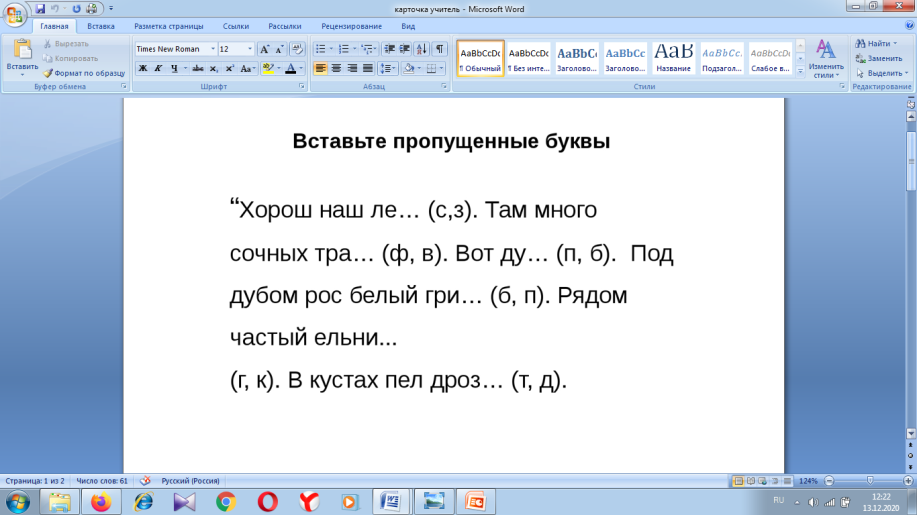 карточка учитель - Microsoft Word
Главная Вставка Разметка страницы Ссылки Рассылки Рецензирование Вид
Вставить
Вырезать
Копировать
Формат по образцу
Буфер обмена
Times New Roman 12
Шрифт
Абзац
AaBbCcDc AaBbCcDc AaBbCc AaBbCc AaB AaBbCc. AaBbCcDc
¶ Обычный ¶ Без инте... Заголово... Заголово... Название Подзагол... Слабое в...
Стили
Изменить стили
Найти
Заменить
Выделить
Редактирование
Вставьте пропущенные буквы
“Хорош наш ле… (с,з). Там много
сочных тра… (ф, в). Вот ду… (п, б). Под
дубом рос белый гри… (б, п). Рядом
частый ельни...
(г, к). В кустах пел дроз… (т, д).
Страница: 1 из 2 Число слов: 61 Русский (Россия) 124%
RU 12:22
13.12.2020